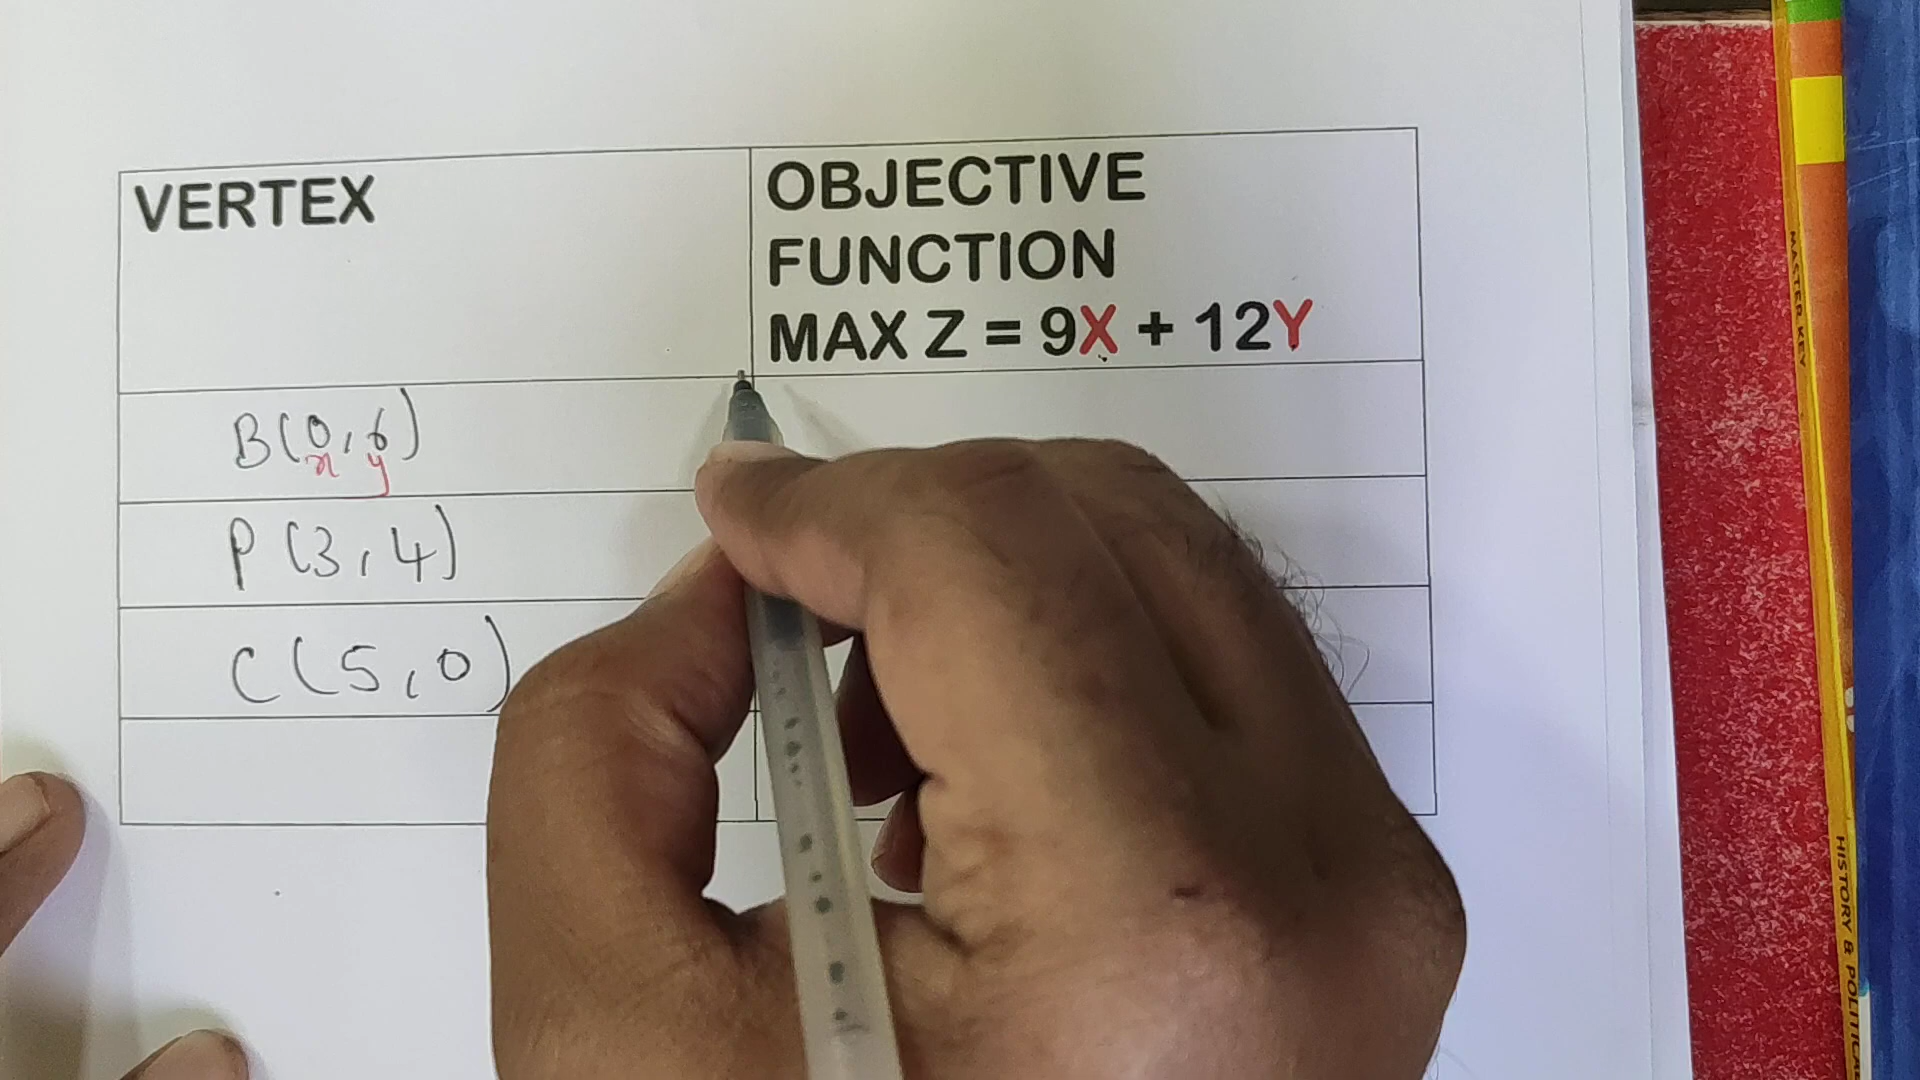 VERTEX
OBJECTIVE
FUNCTION
MAX Z = 9X + 12Y
B(0,6)
x y
P(3,4)
C(5,0)
MASTER KEY
HISTORY & POLITICAL